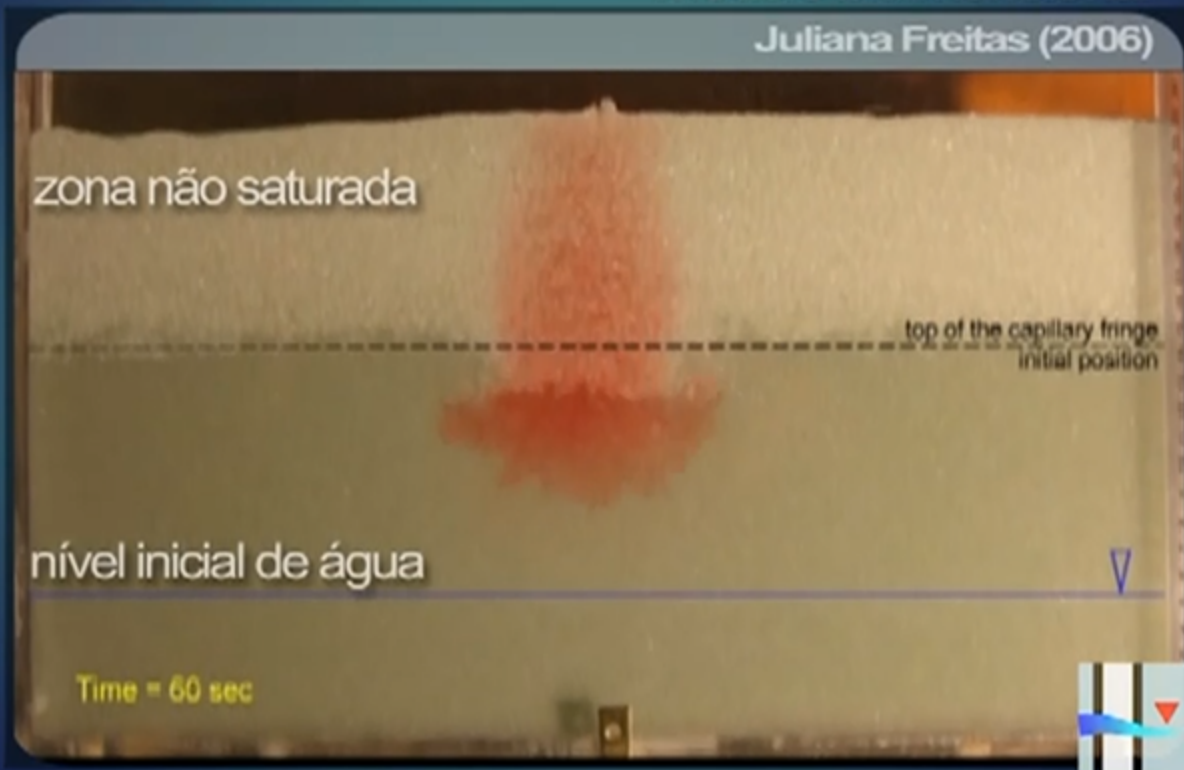 Juliana Freitas (2006)
zona não saturada
top of the capillary fringe
initial position
nível inicial de água
Time = 60 sec